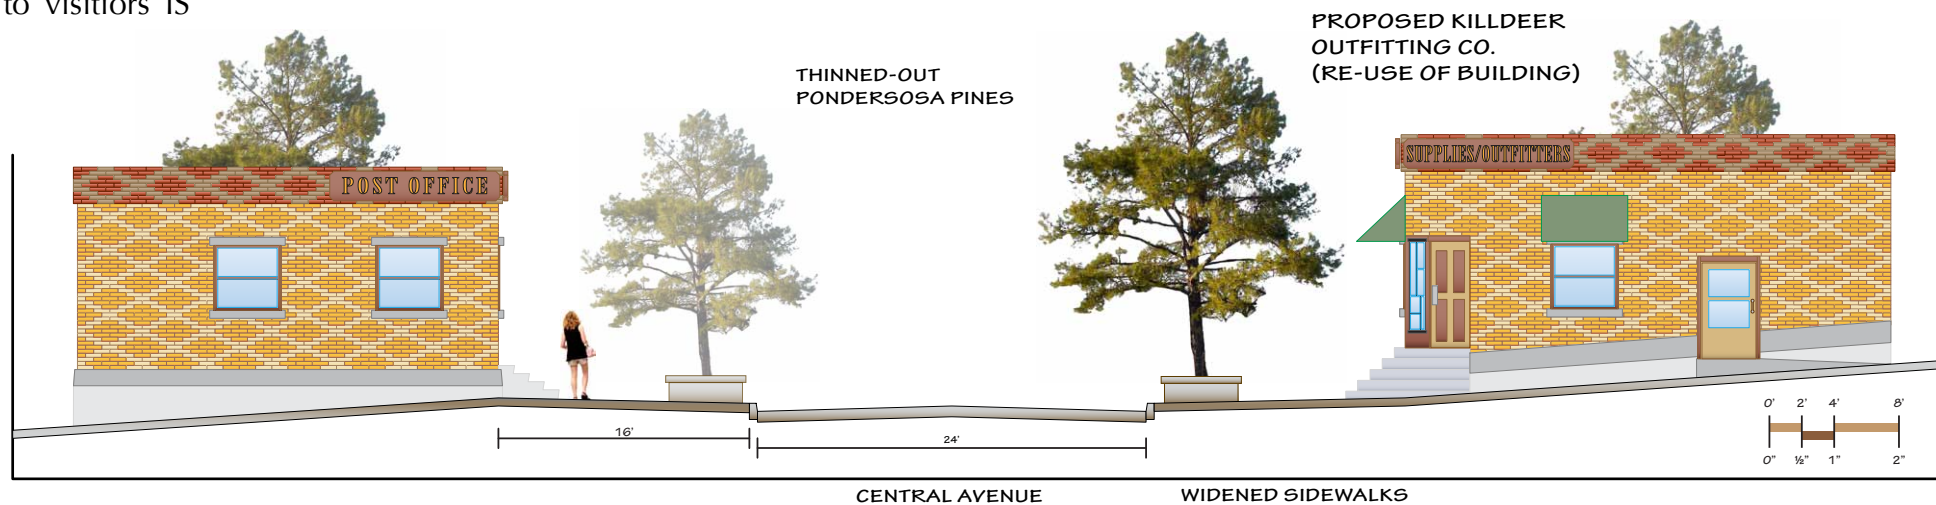 to visitiors is
PROPOSED KILLDEER
OUTFITTING CO.
(RE-USE OF BUILDING)
THINNED-OUT
PONDERSOSA PINES
POST OFFICE
SUPPLIES/OUTFITTERS
0' 2' 4' 8'
0" ½" 1" 2"
16'
24'
CENTRAL AVENUE
WIDENED SIDEWALKS